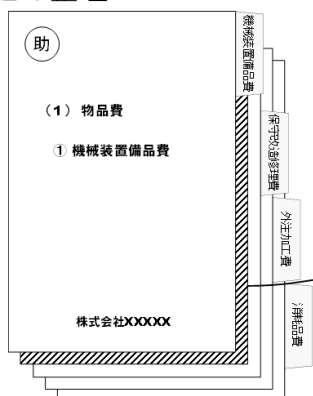 助
（1） 物品費
① 機械装置備品費
株式会社XXXXX
機械装置備品費
保守改造修理費
外注加工費
消耗品費